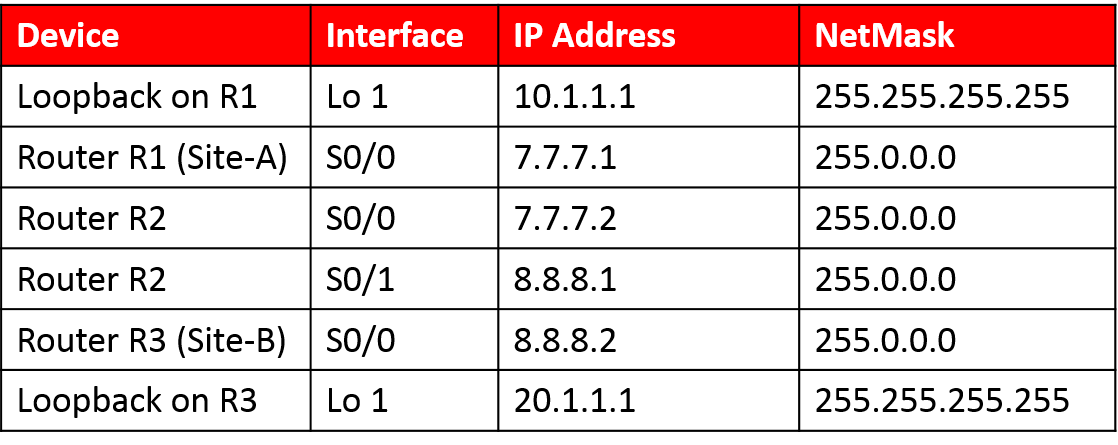 Device Interface IP Address NetMask
Loopback on R1 Lo 1 10.1.1.1 255.255.255.255
Router R1 (Site-A) S0/0 7.7.7.1 255.0.0.0
Router R2 S0/0 7.7.7.2 255.0.0.0
Router R2 S0/1 8.8.8.1 255.0.0.0
Router R3 (Site-B) S0/0 8.8.8.2 255.0.0.0
Loopback on R3 Lo 1 20.1.1.1 255.255.255.255